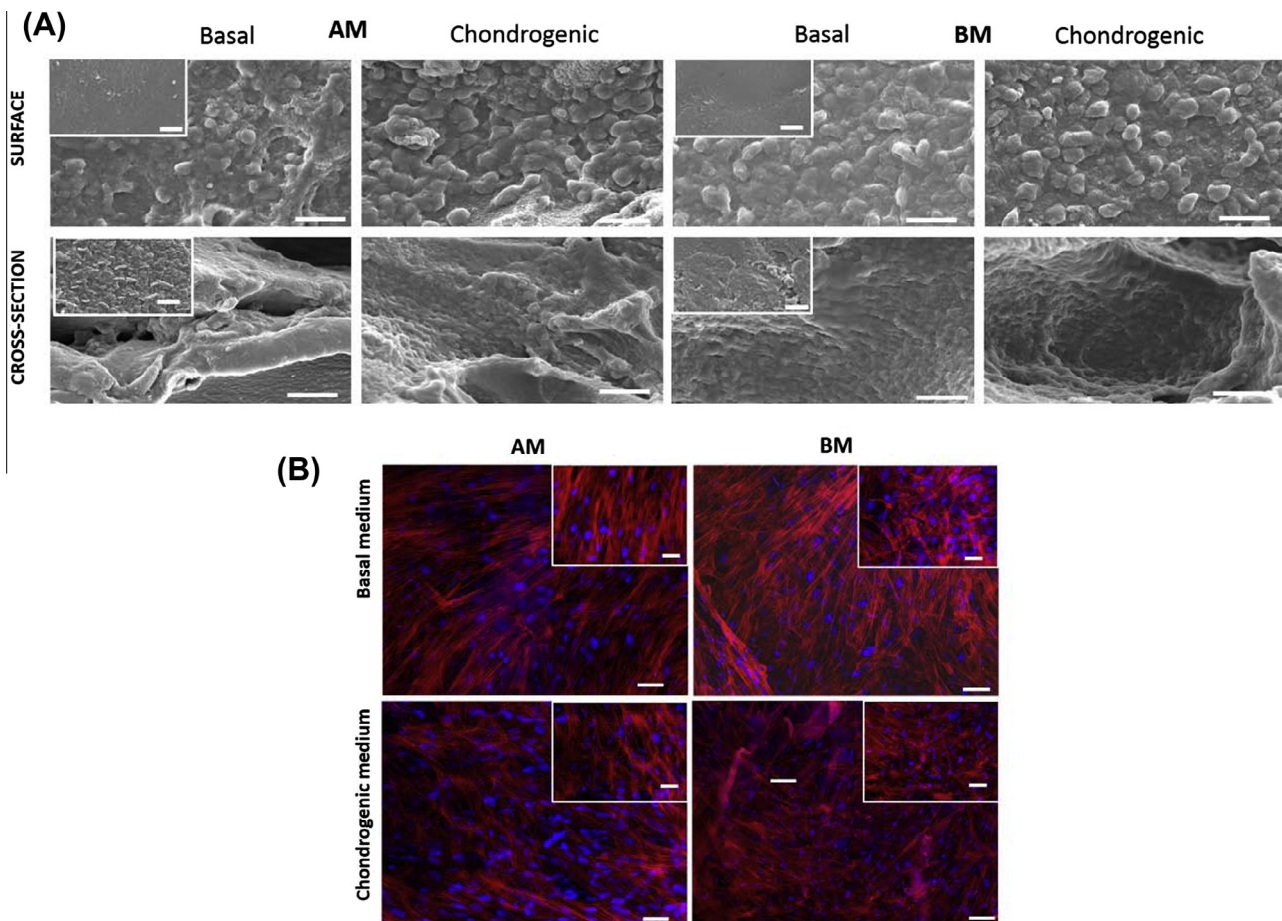 (A)
Basal AM Chondrogenic Basal BM Chondrogenic
SURFACE
CROSS-SECTION
(B)
AM BM
Basal medium
Chondrogenic medium